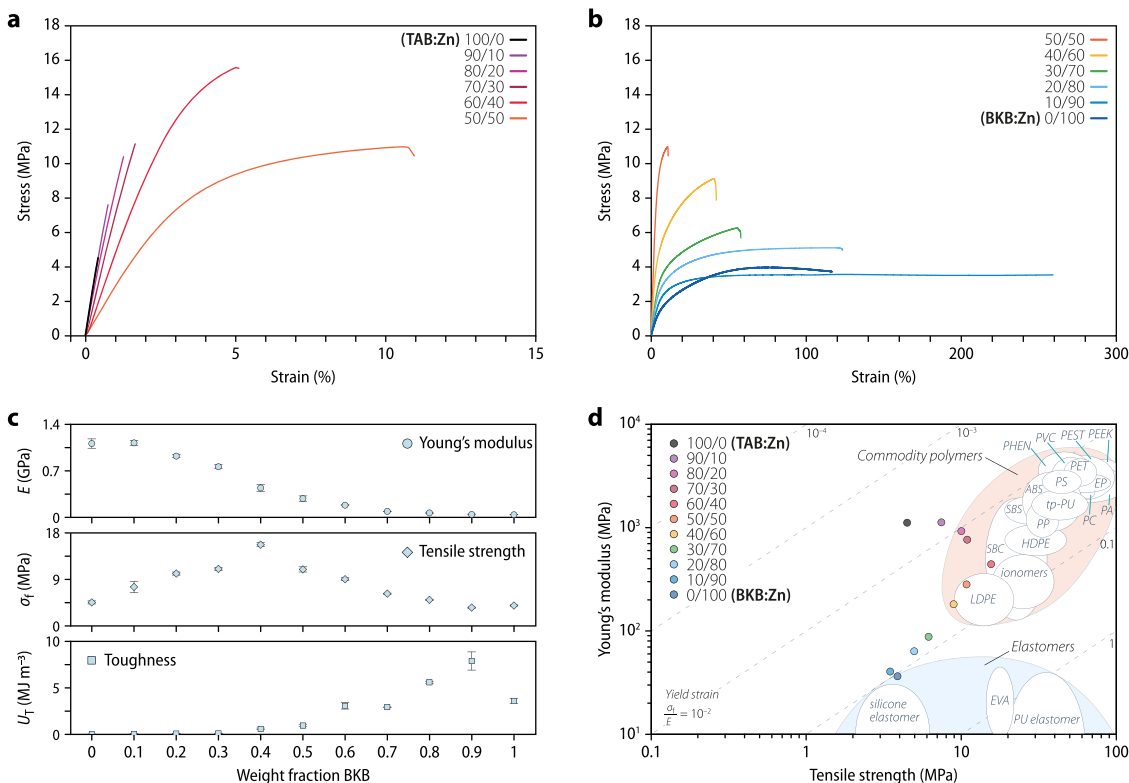 a
18
16
14
12
10
8
6
4
2
0
Stress (MPa)
(TAB:Zn) 100/0
90/10
80/20
70/30
60/40
50/50
0
5
10
15
Strain (%)
b
18
16
14
12
10
8
6
4
2
0
Stress (MPa)
50/50
40/60
30/70
20/80
10/90
(BKB:Zn) 0/100
0
100
200
300
Strain (%)
c
1.4
0.7
0
E (GPa)
Young's modulus
18
9
0
σf (MPa)
Tensile strength
10
5
0
UT (MJ m⁻³)
Toughness
0
0.1
0.2
0.3
0.4
0.5
0.6
0.7
0.8
0.9
1
Weight fraction BKB
d
10⁴
10³
10²
10¹
Young's modulus (MPa)
100/0 (TAB:Zn)
90/10
80/20
70/30
60/40
50/50
40/60
30/70
20/80
10/90
0/100 (BKB:Zn)
10⁻⁴
10⁻³
0.1
1
Commodity polymers
PHEN
PVC
PEST
PEEK
PET
PS
EP
ABS
tp-PU
SBS
PP
PC
PA
HDPE
SBC
ionomers
LDPE
Elastomers
Yield strain
σf/E = 10⁻²
silicone
elastomer
EVA
PU elastomer
0.1
1
10
100
Tensile strength (MPa)